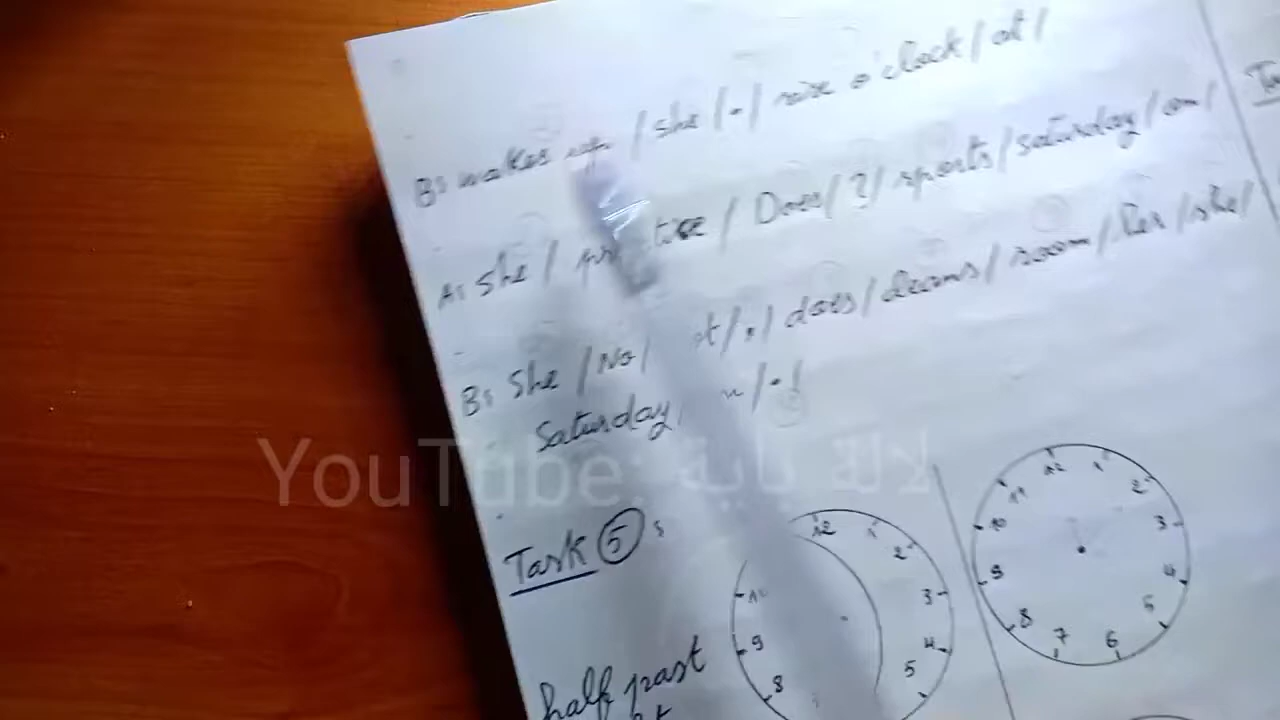 B: wakes up / she / . / nine o'clock / at /
A: She / / Does / ? / sports / saturday / on /
B: She / No / / , / does / cleans / room / her / she /
Saturday / / . /
Task 5 :
half past
12 1 2 3 4 5 8 9
12 1 2 3 4 5 6 7 8 9 10 11
YouTube: لالة نابية